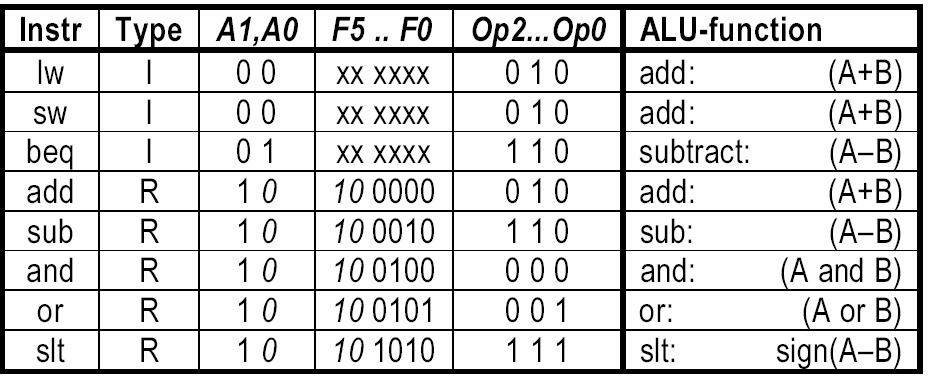 Instr Type A1,A0 F5 .. F0 Op2...Op0 ALU-function
lw I 0 0 xx xxxx 0 1 0 add: (A+B)
sw I 0 0 xx xxxx 0 1 0 add: (A+B)
beq I 0 1 xx xxxx 1 1 0 subtract: (A–B)
add R 1 0 10 0000 0 1 0 add: (A+B)
sub R 1 0 10 0010 1 1 0 sub: (A–B)
and R 1 0 10 0100 0 0 0 and: (A and B)
or R 1 0 10 0101 0 0 1 or: (A or B)
slt R 1 0 10 1010 1 1 1 slt: sign(A–B)